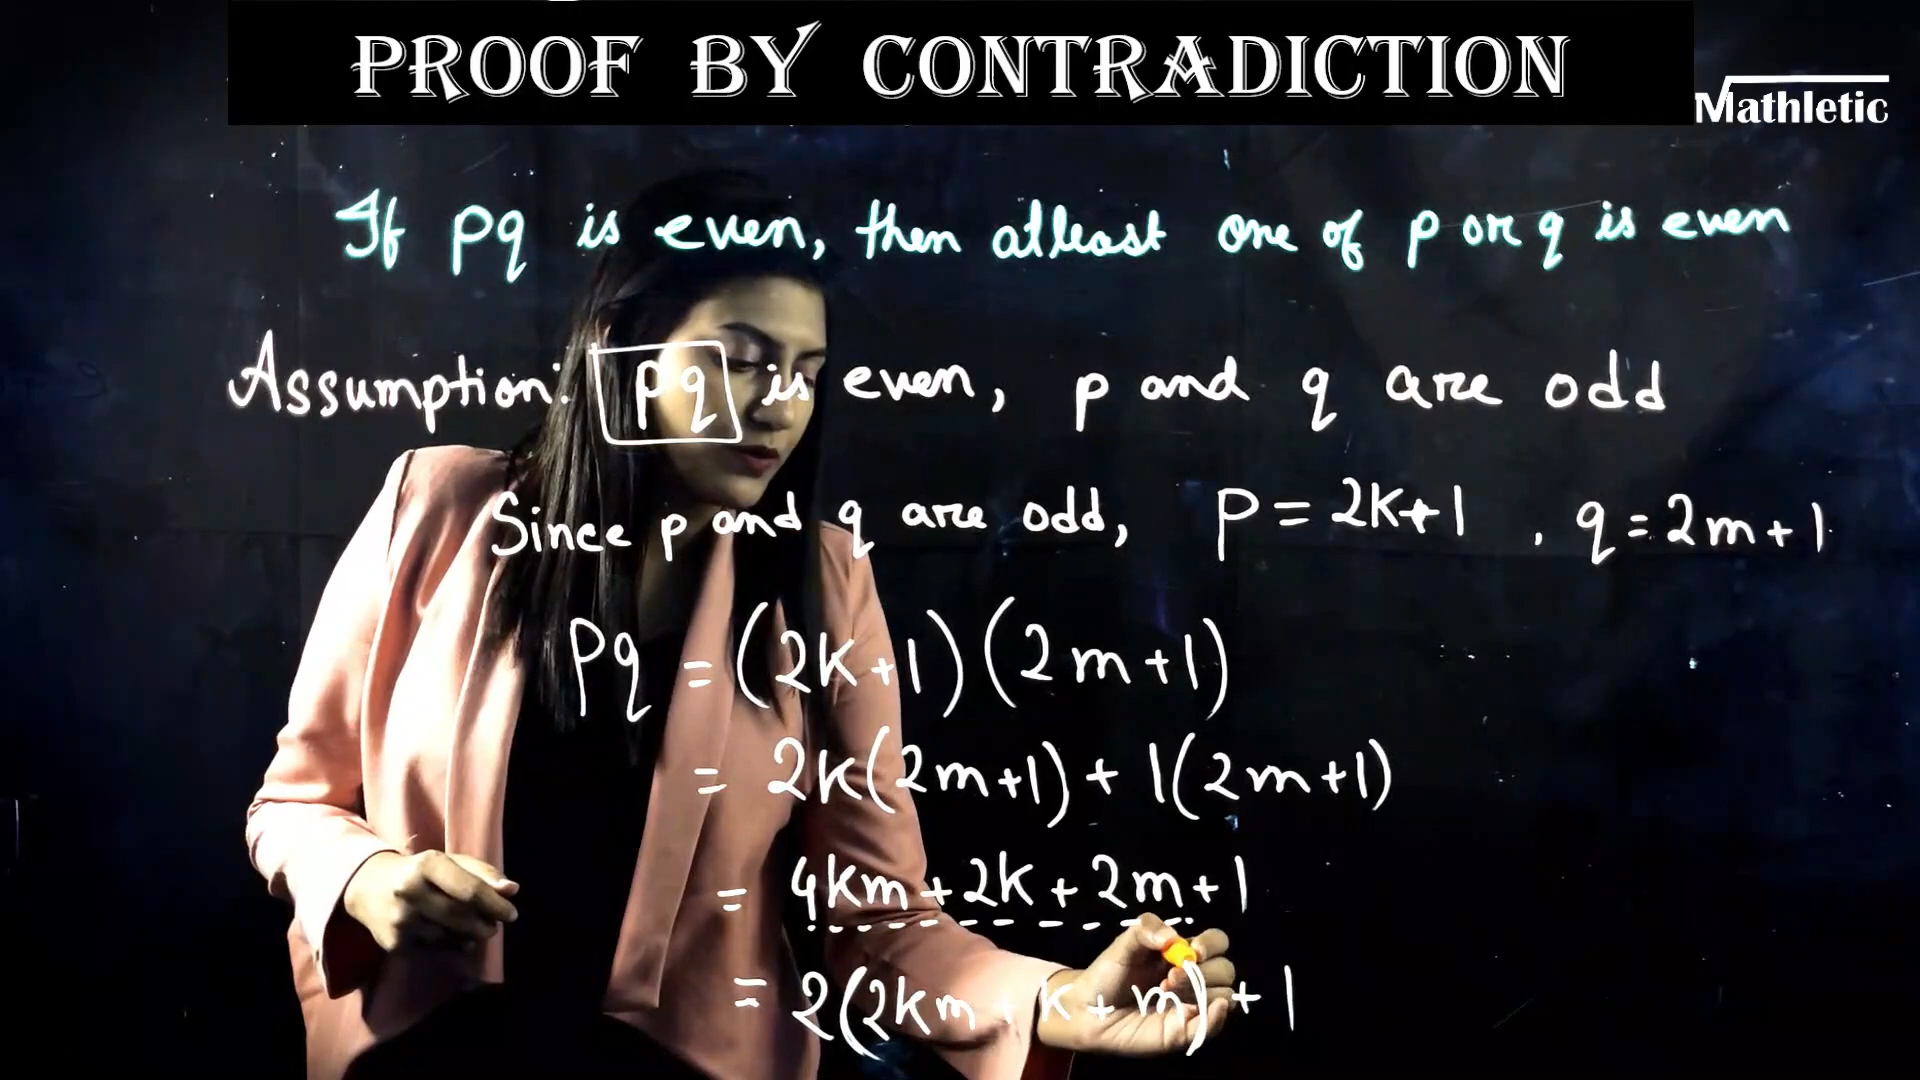 PROOF BY CONTRADICTION
Mathletic
If pq is even, then atleast one of p or q is even
Assumption: pq is even, p and q are odd
Since p and q are odd, p = 2k+1 , q = 2m+1
pq = (2k+1)(2m+1)
= 2k(2m+1) + 1(2m+1)
= 4km + 2k + 2m + 1
= 2(2km + k + m) + 1